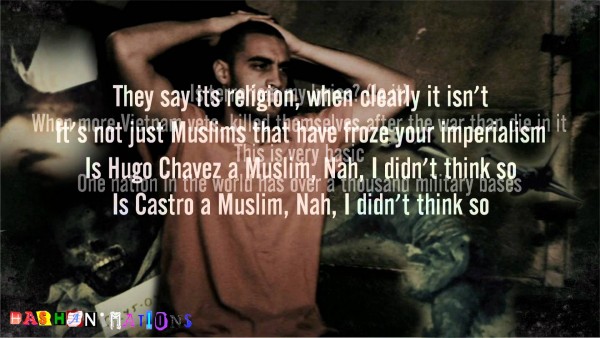 They say its religion, when clearly it isn't
When more Vietnam vets killed themselves after the war than die in it
It's not just Muslims that have froze your imperialism
This is very basic
Is Hugo Chavez a Muslim, Nah, I didn't think so
One nation in the world has over a thousand military bases
Is Castro a Muslim, Nah, I didn't think so
HASHON*MATIONS